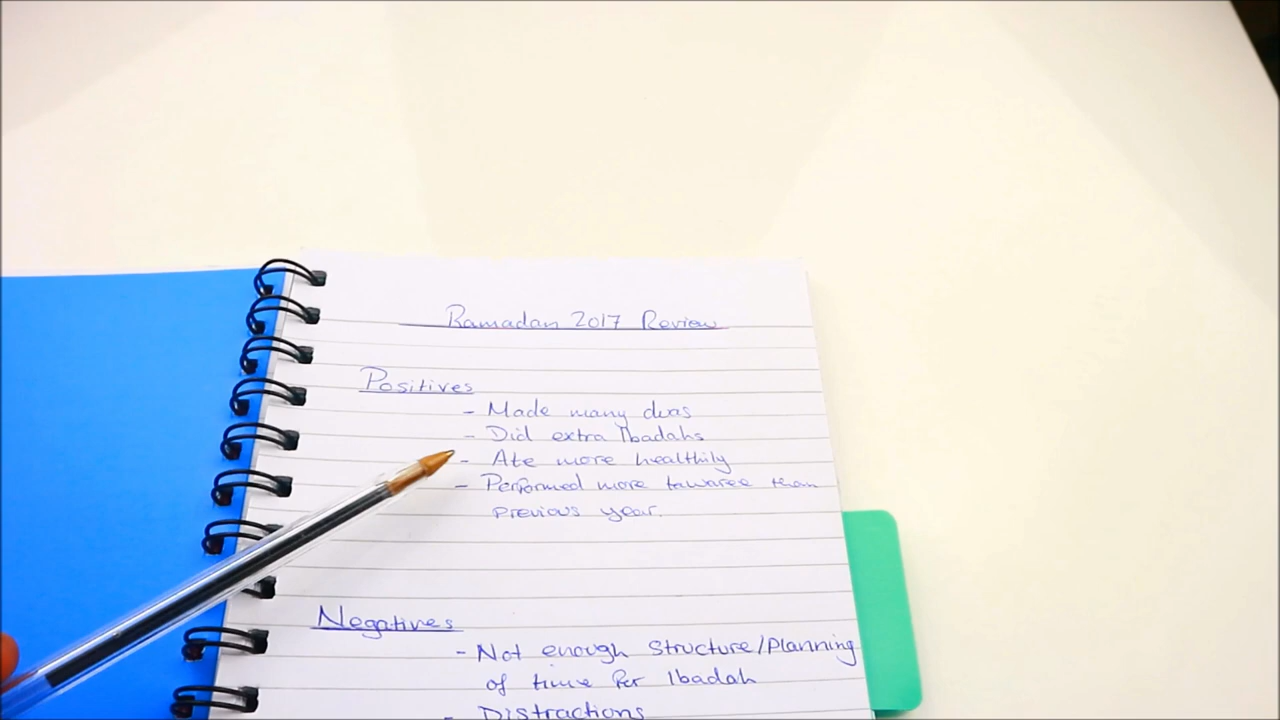 Ramadan 2017 Review
Positives
- Made many duas
- Did extra Ibadahs
- Ate more healthily
- Performed more tawaree than
previous year.
Negatives
- Not enough Structure/Planning
of time for Ibadah
- Distractions